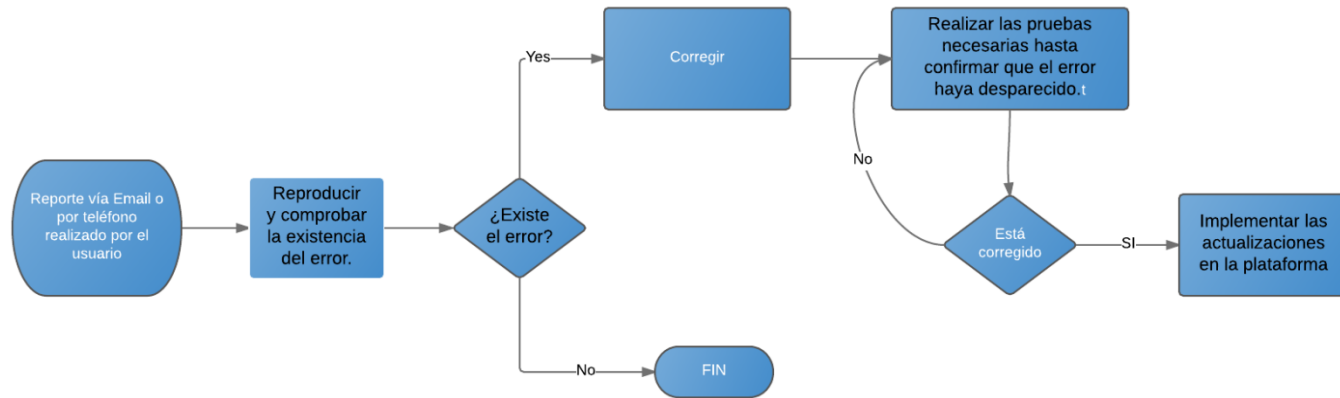 Reporte vía Email o
por teléfono
realizado por el
usuario
Reproducir
y comprobar
la existencia
del error.
¿Existe
el error?
Yes
Corregir
Realizar las pruebas
necesarias hasta
confirmar que el error
haya desparecido.t
No
Está
corregido
SI
Implementar las
actualizaciones
en la plataforma
No
FIN